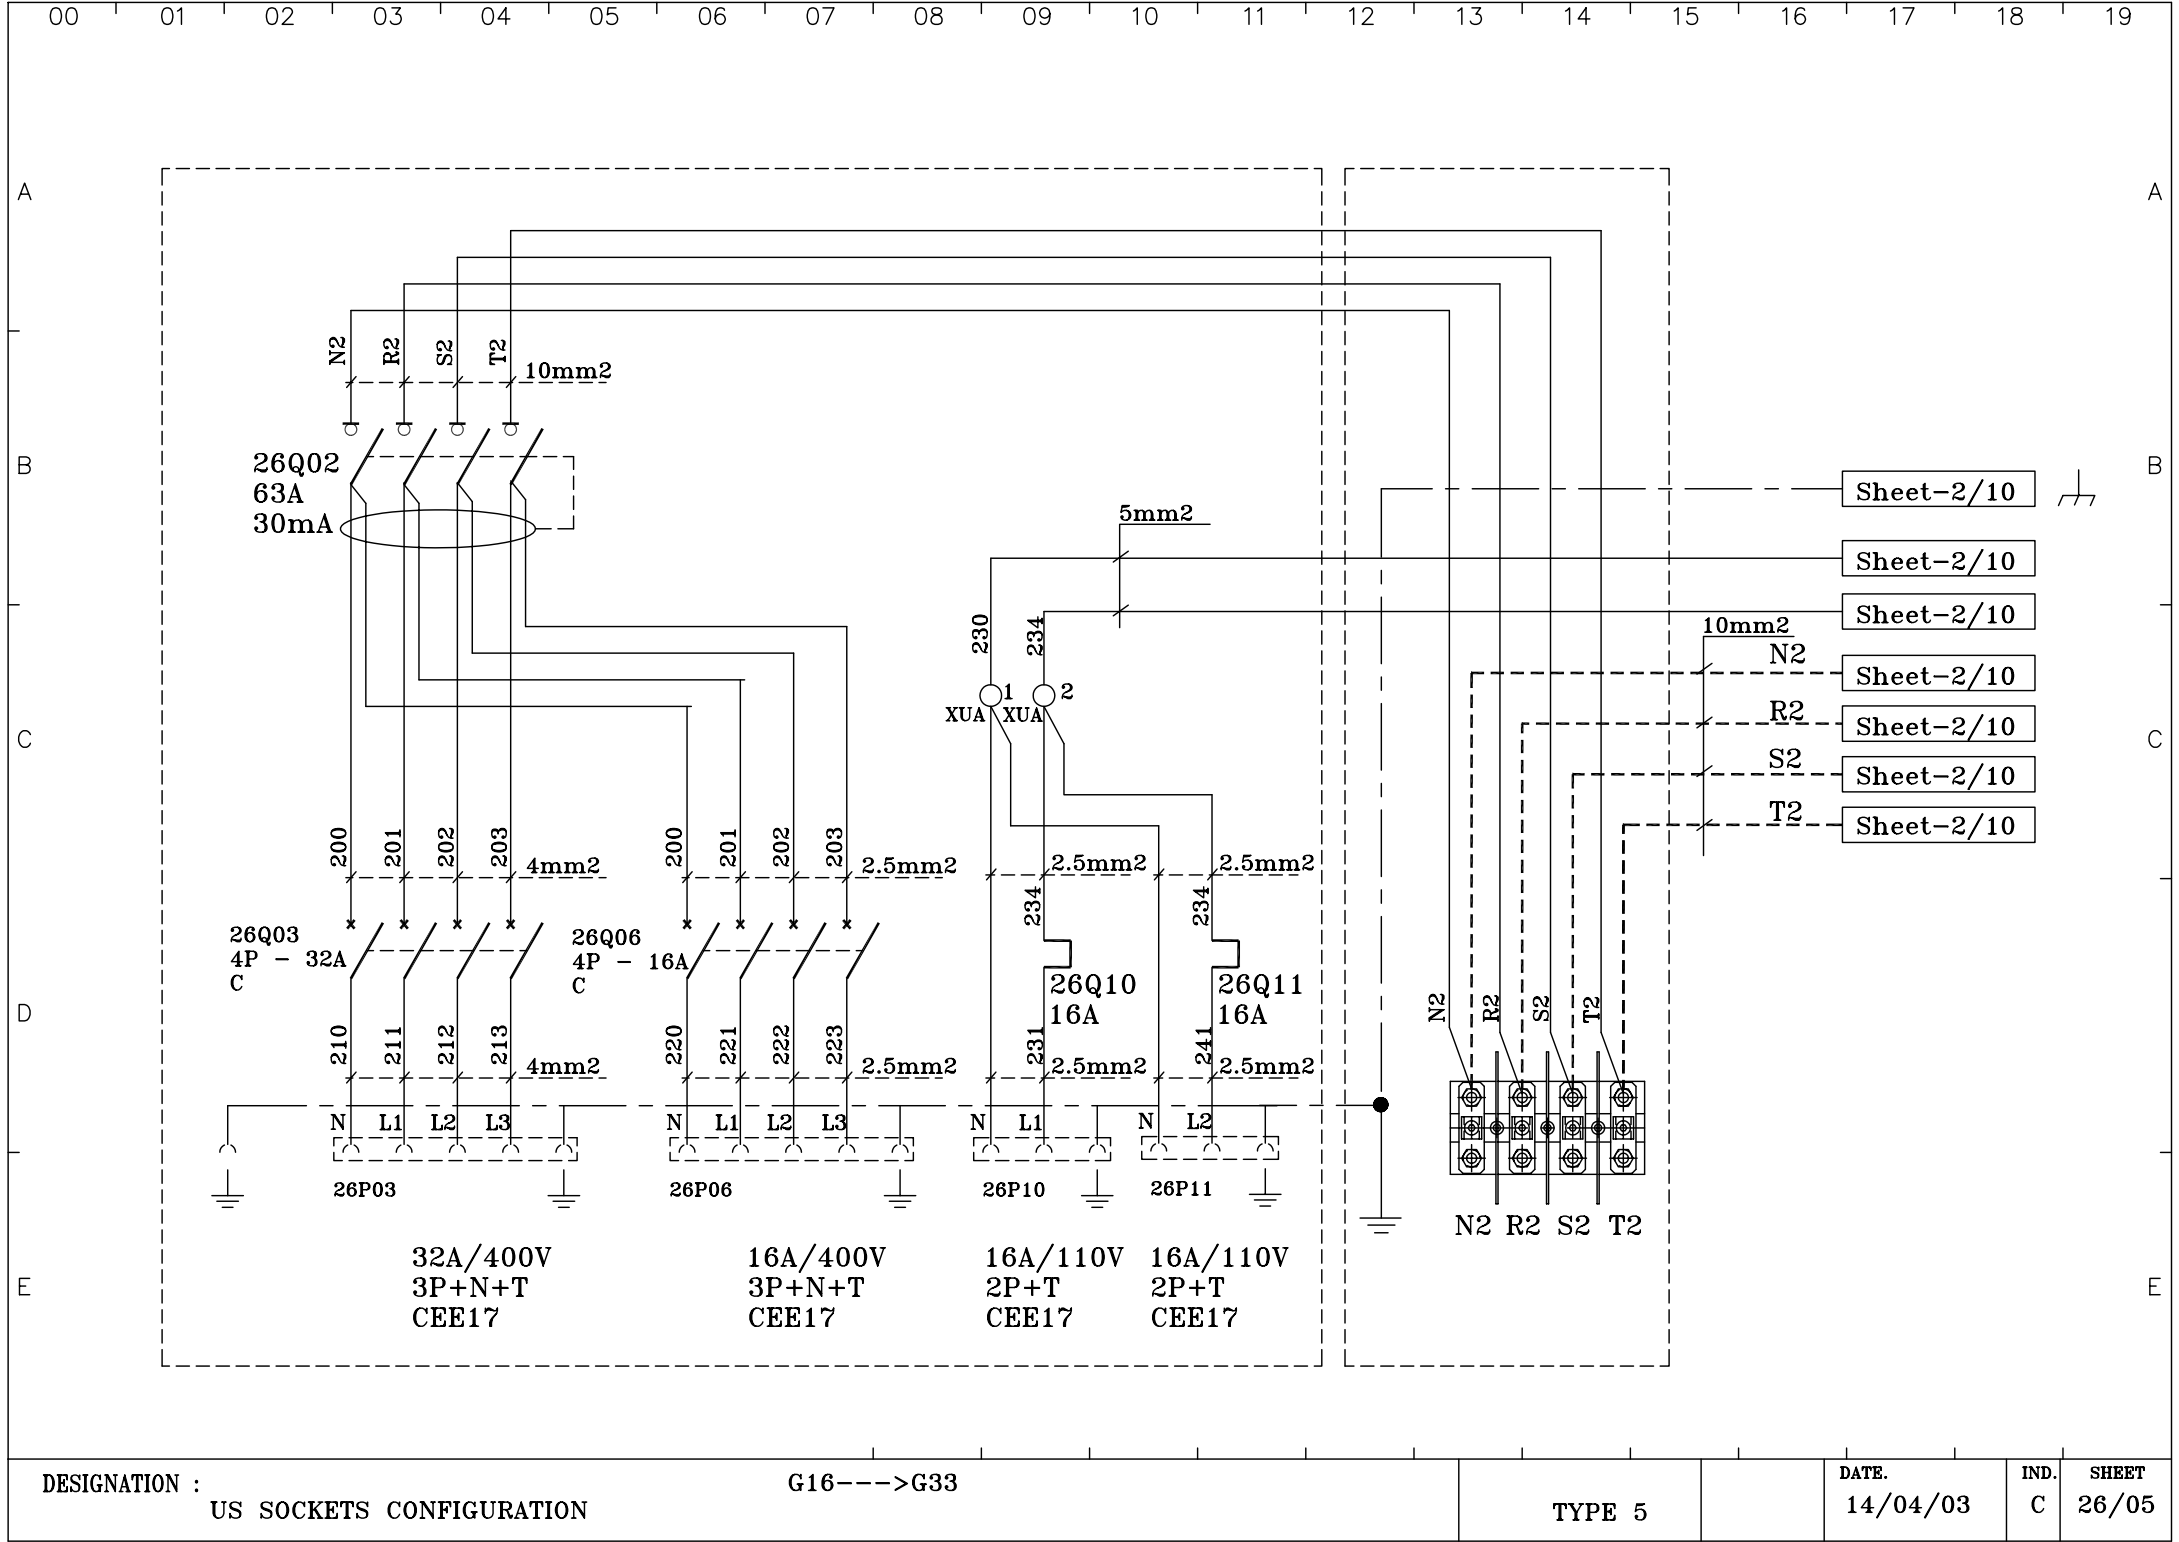 00 01 02 03 04 05 06 07 08 09 10 11 12 13 14 15 16 17 18 19
A A
N2 R2 S2 T2
10mm2
B B
26Q02
63A
30mA
Sheet-2/10
5mm2
Sheet-2/10
Sheet-2/10
230 234
10mm2
N2
Sheet-2/10
1 2
XUA XUA
R2
Sheet-2/10
C C
S2
Sheet-2/10
T2
Sheet-2/10
200 201 202 203
4mm2
200 201 202 203
2.5mm2
2.5mm2
2.5mm2
234 234
26Q03
4P - 32A
C
26Q06
4P - 16A
C
26Q10
16A
26Q11
16A
D D
N2 R2 S2 T2
210 211 212 213
4mm2
220 221 222 223
2.5mm2
231
2.5mm2
241
2.5mm2
N L1 L2 L3
N L1 L2 L3
N L1
N L2
26P03
26P06
26P10
26P11
N2 R2 S2 T2
32A/400V
3P+N+T
CEE17
16A/400V
3P+N+T
CEE17
16A/110V
2P+T
CEE17
16A/110V
2P+T
CEE17
E E
DESIGNATION :
US SOCKETS CONFIGURATION
G16--->G33
TYPE 5
DATE.
14/04/03
IND.
C
SHEET
26/05